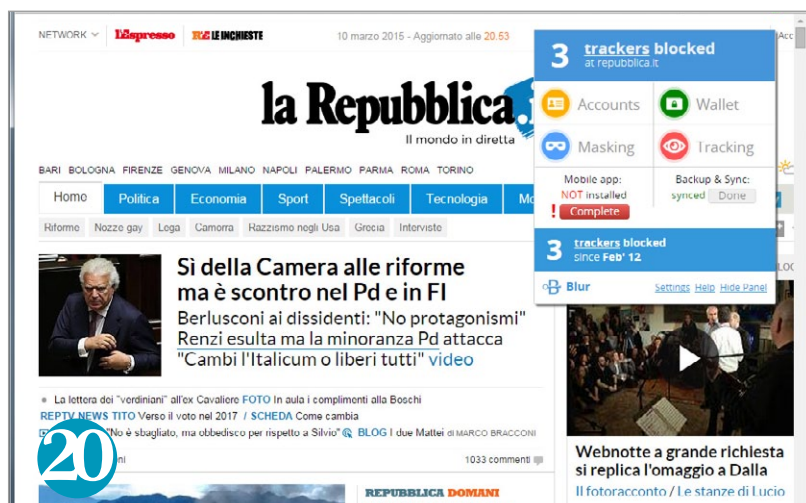 NETWORK
l'Espresso
RE LE INCHIESTE
10 marzo 2015 - Aggiornato alle 20.53
la Repubblica.
Il mondo in diretta
BARI BOLOGNA FIRENZE GENOVA MILANO NAPOLI PALERMO PARMA ROMA TORINO
Home Politica Economia Sport Spettacoli Tecnologia
Riforme Nozze gay Lega Camorra Razzismo negli Usa Grecia Interviste
Sì della Camera alle riforme
ma è scontro nel Pd e in FI
Berlusconi ai dissidenti: "No protagonismi"
Renzi esulta ma la minoranza Pd attacca
"Cambi l'Italicum o liberi tutti" video
La lettera dei "verdiniani" all'ex Cavaliere FOTO In aula i complimenti alla Boschi
REPTV NEWS TITO Verso il voto nel 2017 / SCHEDA Come cambia
"No è sbagliato, ma obbedisco per rispetto a Silvio" BLOG I due Mattei di MARCO BRACCONI
1033 commenti
20
REPUBBLICA DOMANI
3 trackers blocked
at repubblica.it
Accounts Wallet
Masking Tracking
Mobile app:
NOT installed
! Complete
Backup & Sync:
synced Done
3 trackers blocked
since Feb' 12
Blur Settings Help Hide Panel
Webnotte a grande richiesta
si replica l'omaggio a Dalla
Il fotoracconto / Le stanze di Lucio